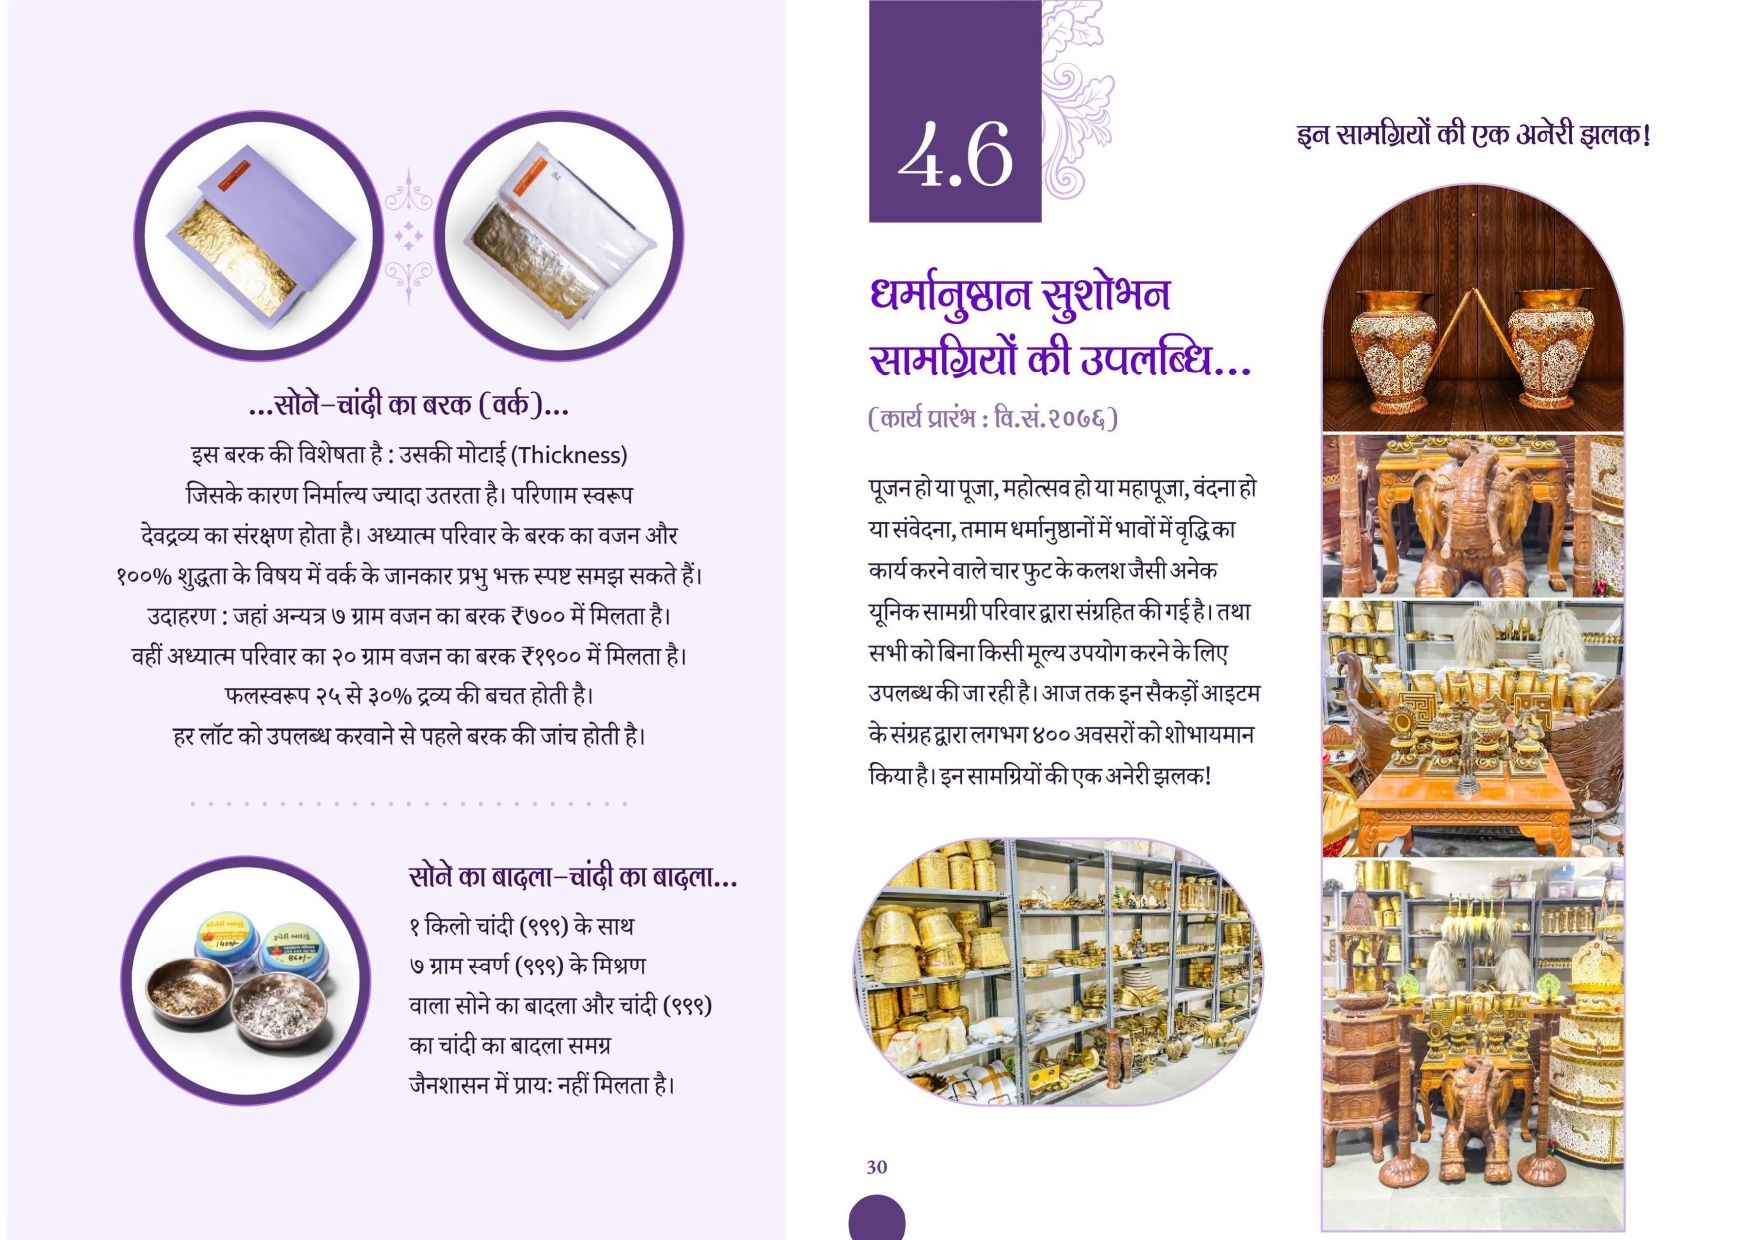 ...सोने-चांदी का बरक (वर्क)...
इस बरक की विशेषता है : उसकी मोटाई (Thickness)
जिसके कारण निर्माल्य ज्यादा उतरता है। परिणाम स्वरूप
देवद्रव्य का संरक्षण होता है। अध्यात्म परिवार के बरक का वजन और
१००% शुद्धता के विषय में वर्क के जानकार प्रभु भक्त स्पष्ट समझ सकते हैं।
उदाहरण : जहां अन्यत्र ७ ग्राम वजन का बरक ₹७०० में मिलता है।
वहीं अध्यात्म परिवार का २० ग्राम वजन का बरक ₹१९०० में मिलता है।
फलस्वरूप २५ से ३०% द्रव्य की बचत होती है।
हर लॉट को उपलब्ध करवाने से पहले बरक की जांच होती है।
सोने का बादला-चांदी का बादला...
१ किलो चांदी (९९९) के साथ
७ ग्राम स्वर्ण (९९९) के मिश्रण
वाला सोने का बादला और चांदी (९९९)
का चांदी का बादला समग्र
जैनशासन में प्रायः नहीं मिलता है।
4.6
धर्मानुष्ठान सुशोभन
सामग्रियों की उपलब्धि...
(कार्य प्रारंभ : वि.सं.२०७६)
पूजन हो या पूजा, महोत्सव हो या महापूजा, वंदना हो
या संवेदना, तमाम धर्मानुष्ठानों में भावों में वृद्धि का
कार्य करने वाले चार फुट के कलश जैसी अनेक
यूनिक सामग्री परिवार द्वारा संग्रहित की गई है। तथा
सभी को बिना किसी मूल्य उपयोग करने के लिए
उपलब्ध की जा रही है। आज तक इन सैकड़ों आइटम
के संग्रह द्वारा लगभग ४०० अवसरों को शोभायमान
किया है। इन सामग्रियों की एक अनेरी झलक!
30
इन सामग्रियों की एक अनेरी झलक!